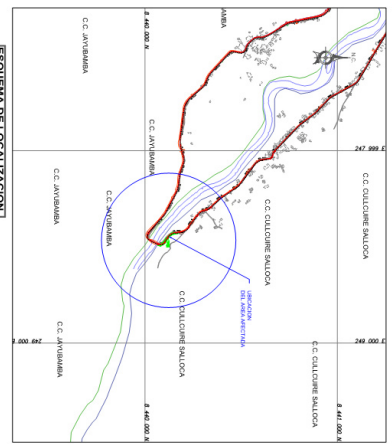 C.C. JAYUBAMBA
8 440 000 N
AMBA
N.C.
247 999 E
C.C. JAYUBAMBA
C.C. JAYUBAMBA
C.C. JAYUBAMBA
C.C. CULLCUIRE SALLOCA
C.C. CULLCUIRE SALLOCA
UBICACION
DEL AREA AFECTADA
C.C. CULLCUIRE SALLOCA
C.C. JAYUBAMBA
C.C. CULLCUIRE SALLOCA
249 000 E
249 000
8 440 000 N
8 441 000 N
ESQUEMA DE LOCALIZACION